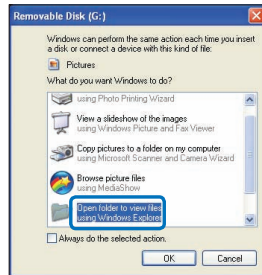 Removable Disk (G:)
Windows can perform the same action each time you insert
a disk or connect a device with this kind of file:
Pictures
What do you want Windows to do?
using Photo Printing Wizard
View a slideshow of the images
using Windows Picture and Fax Viewer
Copy pictures to a folder on my computer
using Microsoft Scanner and Camera Wizard
Browse picture files
using MediaShow
Open folder to view files
using Windows Explorer
Always do the selected action.
OK
Cancel